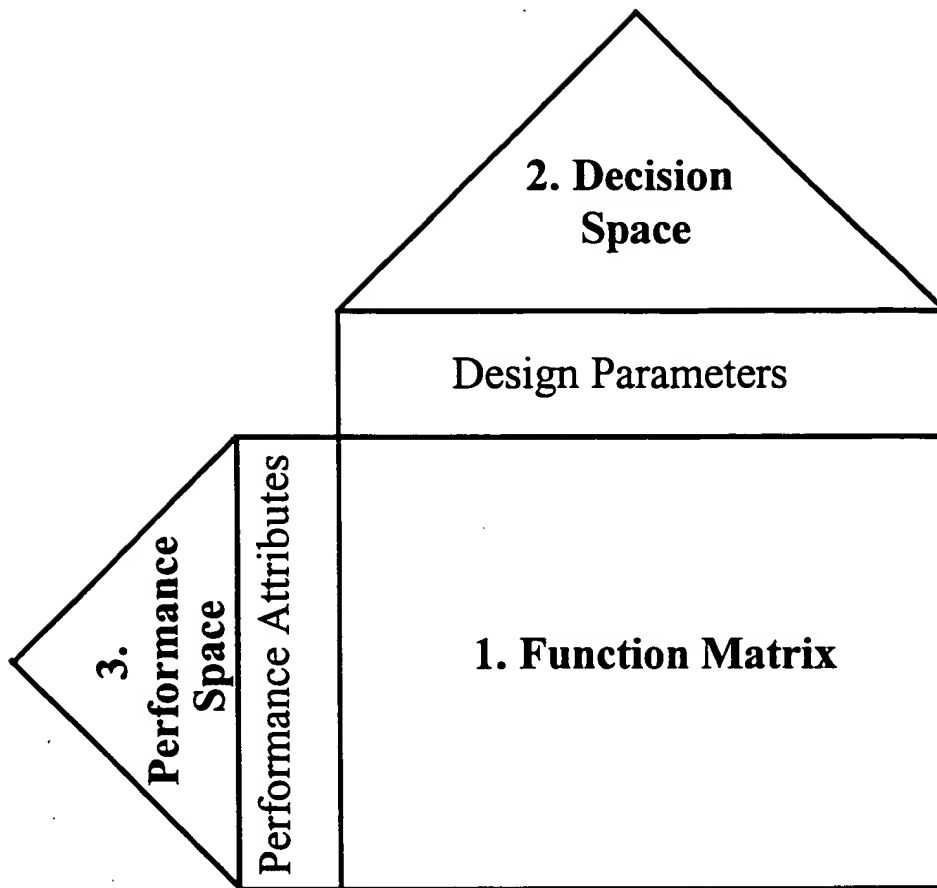 2. Decision
Space
Design Parameters
3.
Performance
Space
Performance Attributes
1. Function Matrix